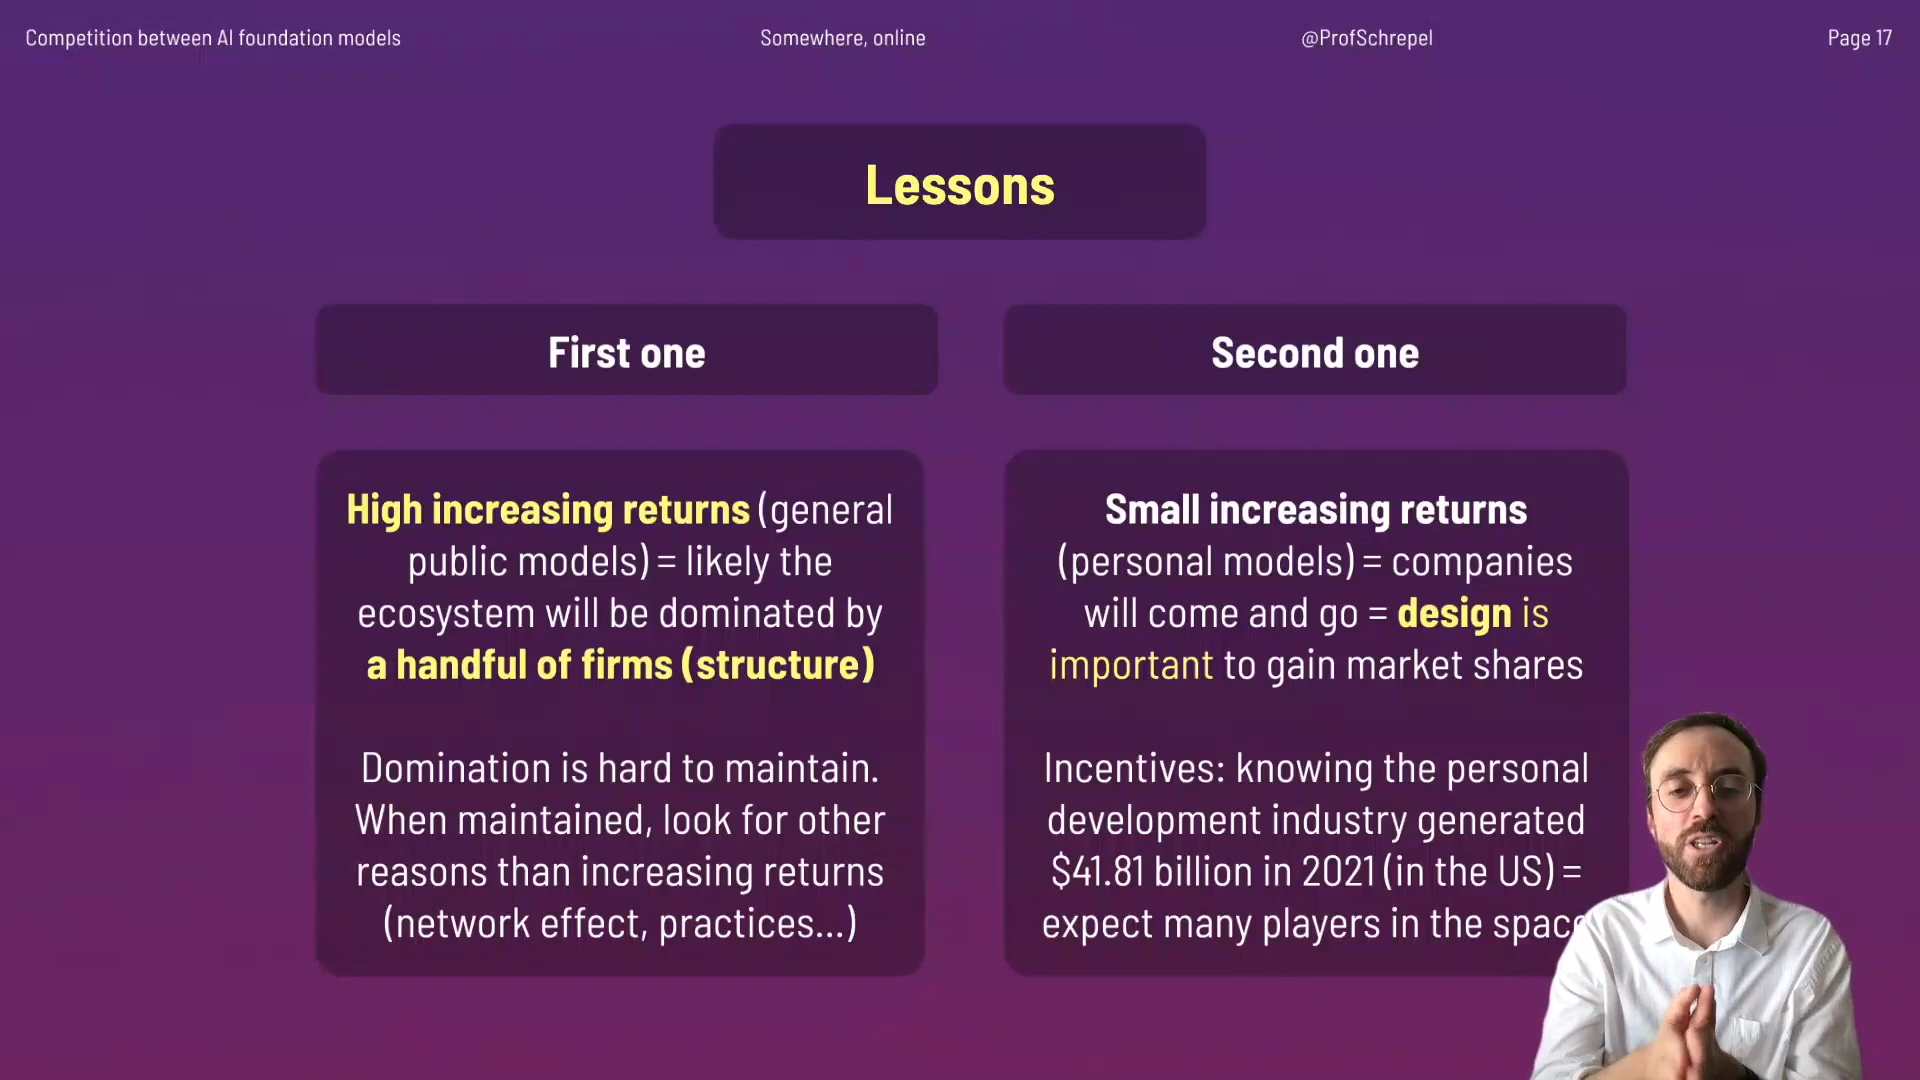 Competition between AI foundation models
Somewhere, online
@ProfSchrepel
Page 17
Lessons
First one
High increasing returns (general
public models) = likely the
ecosystem will be dominated by
a handful of firms (structure)
Domination is hard to maintain.
When maintained, look for other
reasons than increasing returns
(network effect, practices...)
Second one
Small increasing returns
(personal models) = companies
will come and go = design is
important to gain market shares
Incentives: knowing the personal
development industry generated
$41.81 billion in 2021 (in the US) =
expect many players in the space